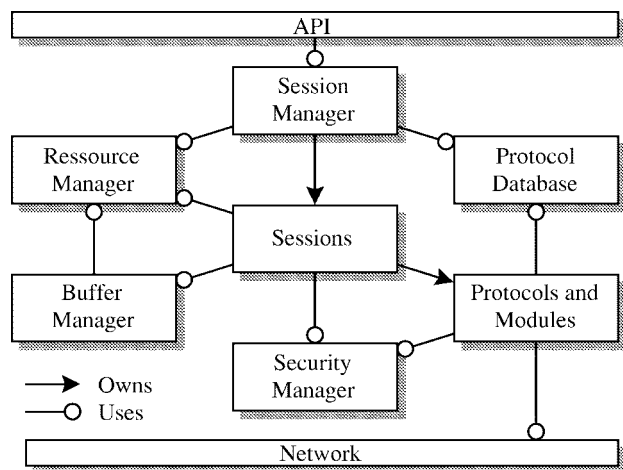 API
Session
Manager
Ressource
Manager
Protocol
Database
Sessions
Buffer
Manager
Protocols and
Modules
Security
Manager
Owns
Uses
Network